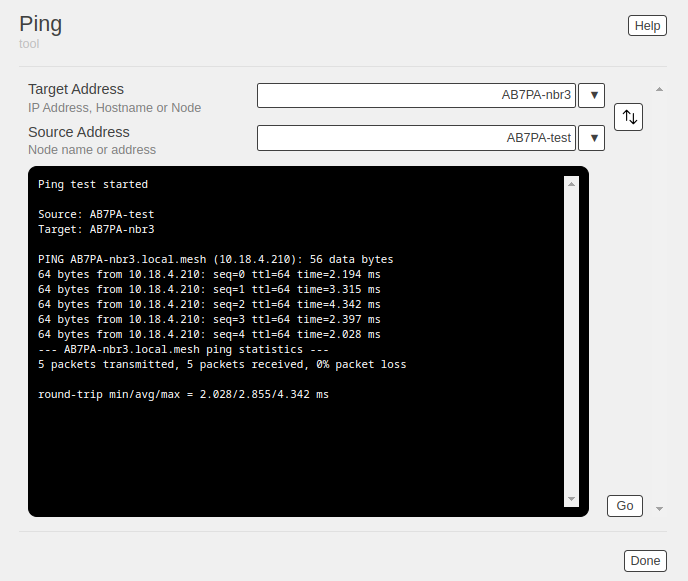 Ping
tool
Help
Target Address
IP Address, Hostname or Node
AB7PA-nbr3
Source Address
Node name or address
AB7PA-test
Ping test started
Source: AB7PA-test
Target: AB7PA-nbr3
PING AB7PA-nbr3.local.mesh (10.18.4.210): 56 data bytes
64 bytes from 10.18.4.210: seq=0 ttl=64 time=2.194 ms
64 bytes from 10.18.4.210: seq=1 ttl=64 time=3.315 ms
64 bytes from 10.18.4.210: seq=2 ttl=64 time=4.342 ms
64 bytes from 10.18.4.210: seq=3 ttl=64 time=2.397 ms
64 bytes from 10.18.4.210: seq=4 ttl=64 time=2.028 ms
--- AB7PA-nbr3.local.mesh ping statistics ---
5 packets transmitted, 5 packets received, 0% packet loss
round-trip min/avg/max = 2.028/2.855/4.342 ms
Go
Done